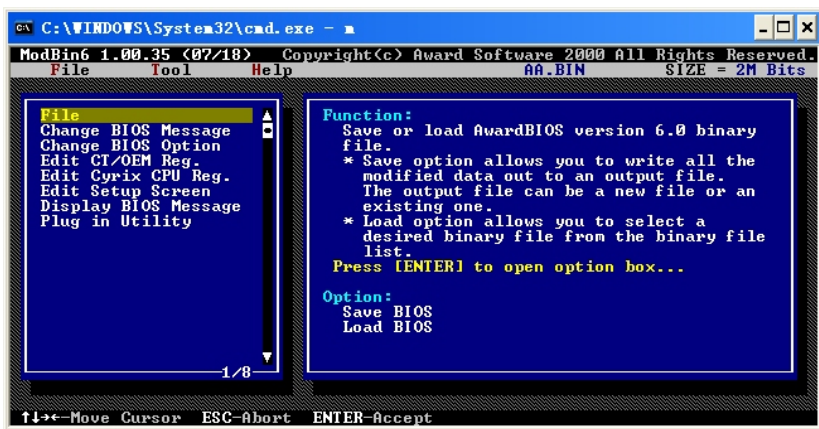 C:\WINDOWS\System32\cmd.exe - m
ModBin6 1.00.35 (07/18) Copyright(c) Award Software 2000 All Rights Reserved.
File Tool Help AA.BIN SIZE = 2M Bits
File
Change BIOS Message
Change BIOS Option
Edit CT/OEM Reg.
Edit Cyrix CPU Reg.
Edit Setup Screen
Display BIOS Message
Plug in Utility
1/8
Function:
Save or load AwardBIOS version 6.0 binary
file.
* Save option allows you to write all the
modified data out to an output file.
The output file can be a new file or an
existing one.
* Load option allows you to select a
desired binary file from the binary file
list.
Press [ENTER] to open option box...
Option:
Save BIOS
Load BIOS
↑↓→←-Move Cursor ESC-Abort ENTER-Accept